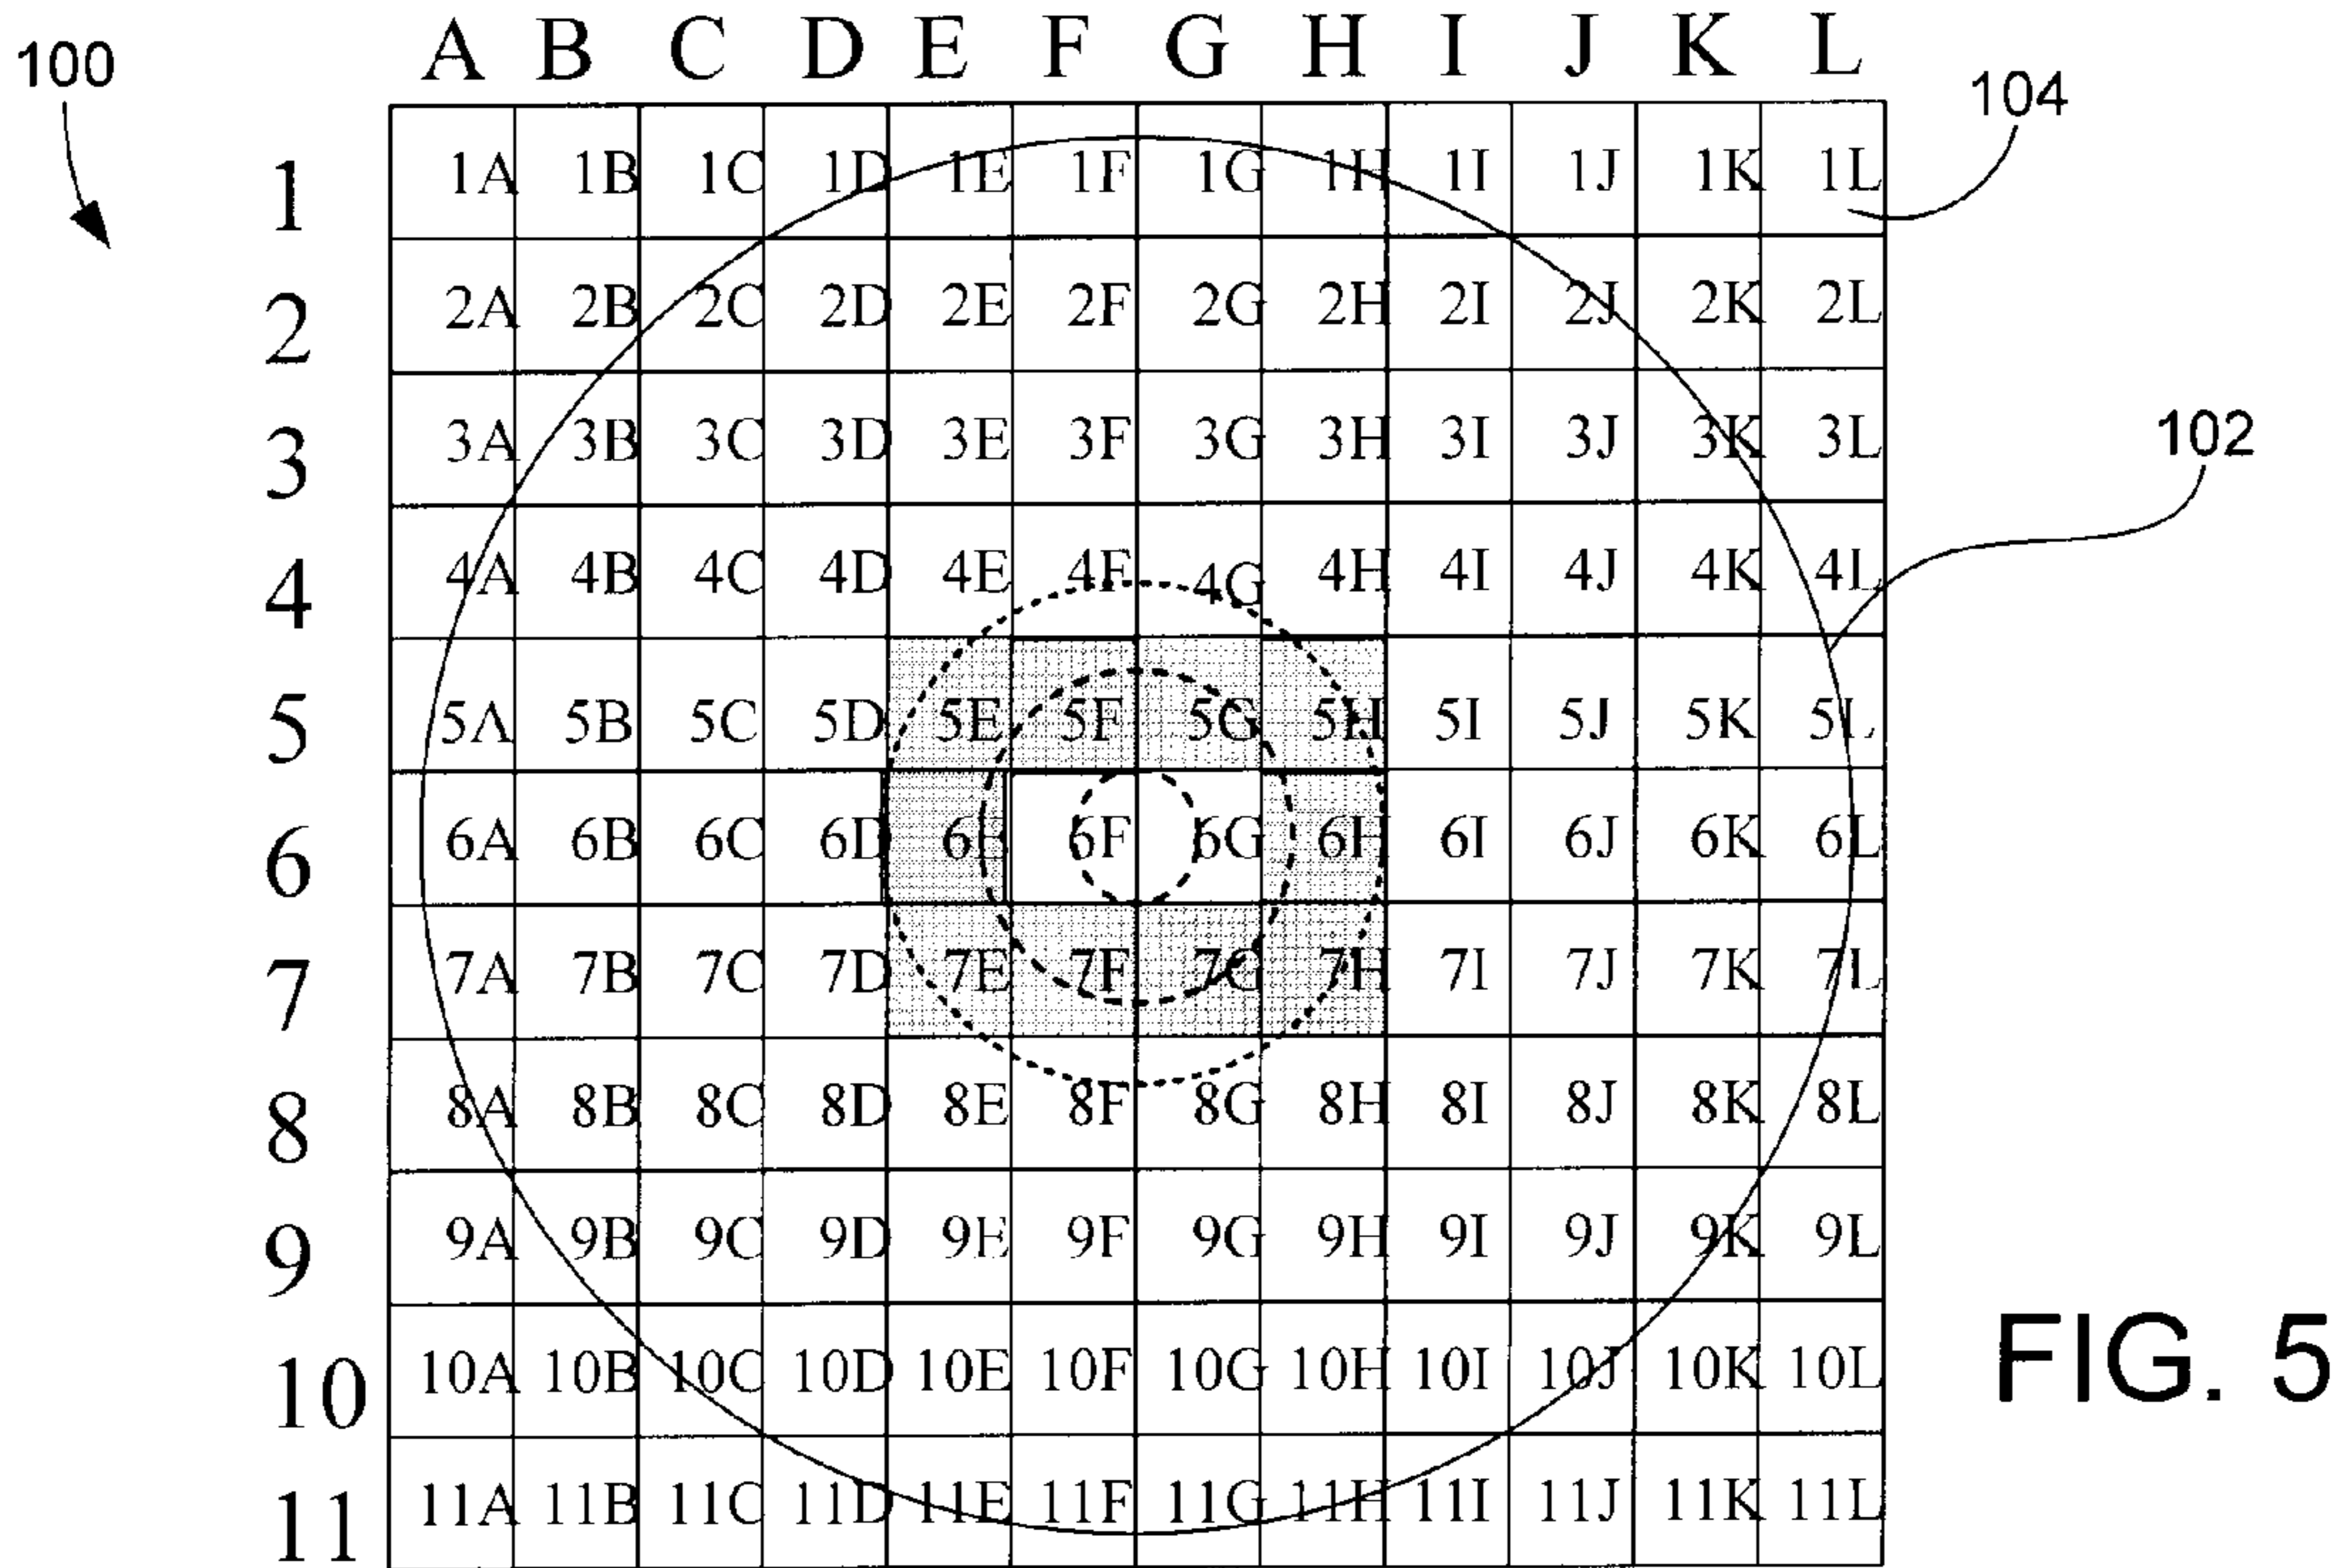 A B C D E F G H I J K L
100
104
1 1A 1B 1C 1D 1E 1F 1G 1H 1I 1J 1K 1L
2 2A 2B 2C 2D 2E 2F 2G 2H 2I 2J 2K 2L
102
3 3A 3B 3C 3D 3E 3F 3G 3H 3I 3J 3K 3L
4 4A 4B 4C 4D 4E 4F 4G 4H 4I 4J 4K 4L
5 5A 5B 5C 5D 5E 5F 5G 5H 5I 5J 5K 5L
6 6A 6B 6C 6D 6E 6F 6G 6H 6I 6J 6K 6L
7 7A 7B 7C 7D 7E 7F 7G 7H 7I 7J 7K 7L
8 8A 8B 8C 8D 8E 8F 8G 8H 8I 8J 8K 8L
9 9A 9B 9C 9D 9E 9F 9G 9H 9I 9J 9K 9L
10 10A 10B 10C 10D 10E 10F 10G 10H 10I 10J 10K 10L
FIG. 5
11 11A 11B 11C 11D 11E 11F 11G 11H 11I 11J 11K 11L